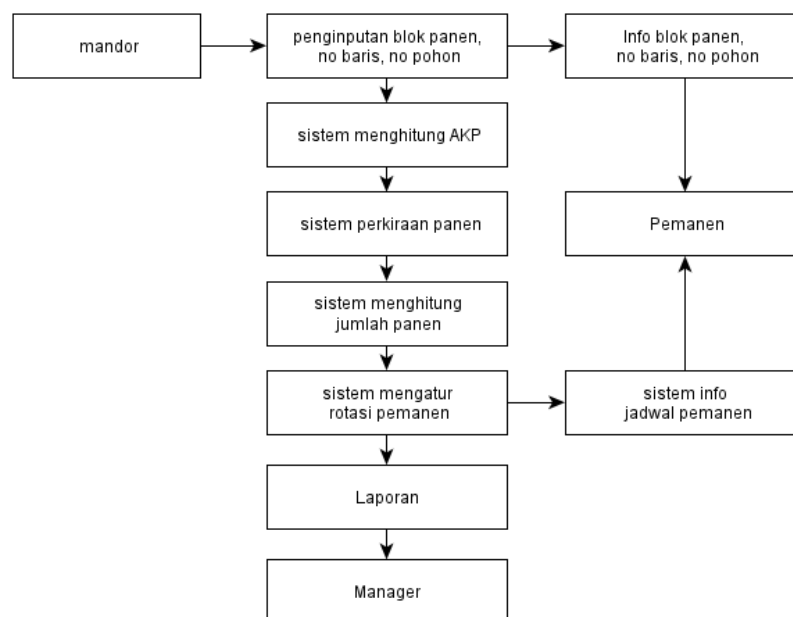 mandor
penginputan blok panen,
no baris, no pohon
Info blok panen,
no baris, no pohon
sistem menghitung AKP
sistem perkiraan panen
Pemanen
sistem menghitung
jumlah panen
sistem mengatur
rotasi pemanen
sistem info
jadwal pemanen
Laporan
Manager